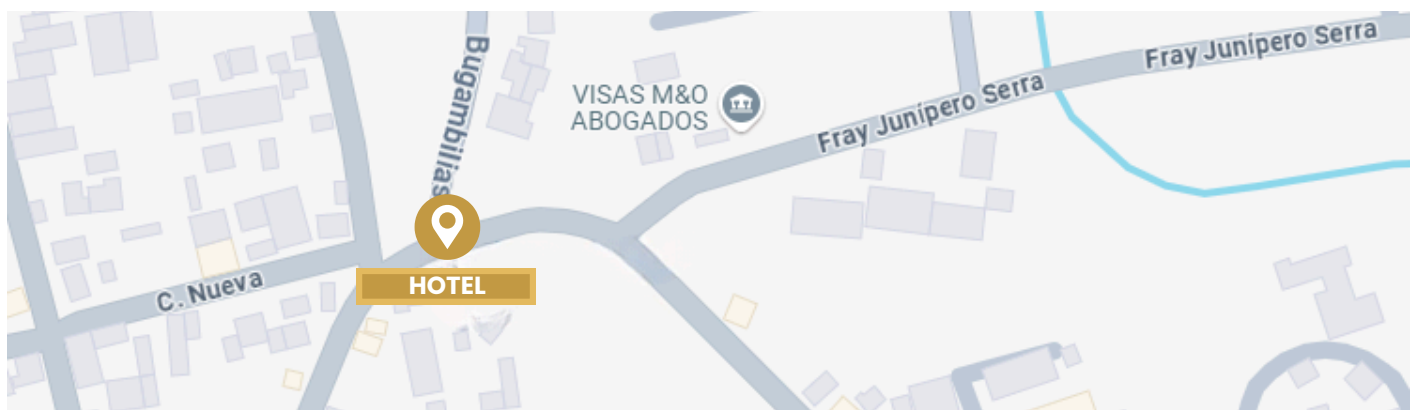 Bugambilias
VISAS M&O
ABOGADOS
Fray Junípero Serra
Fray Junípero Serra
C. Nueva
HOTEL